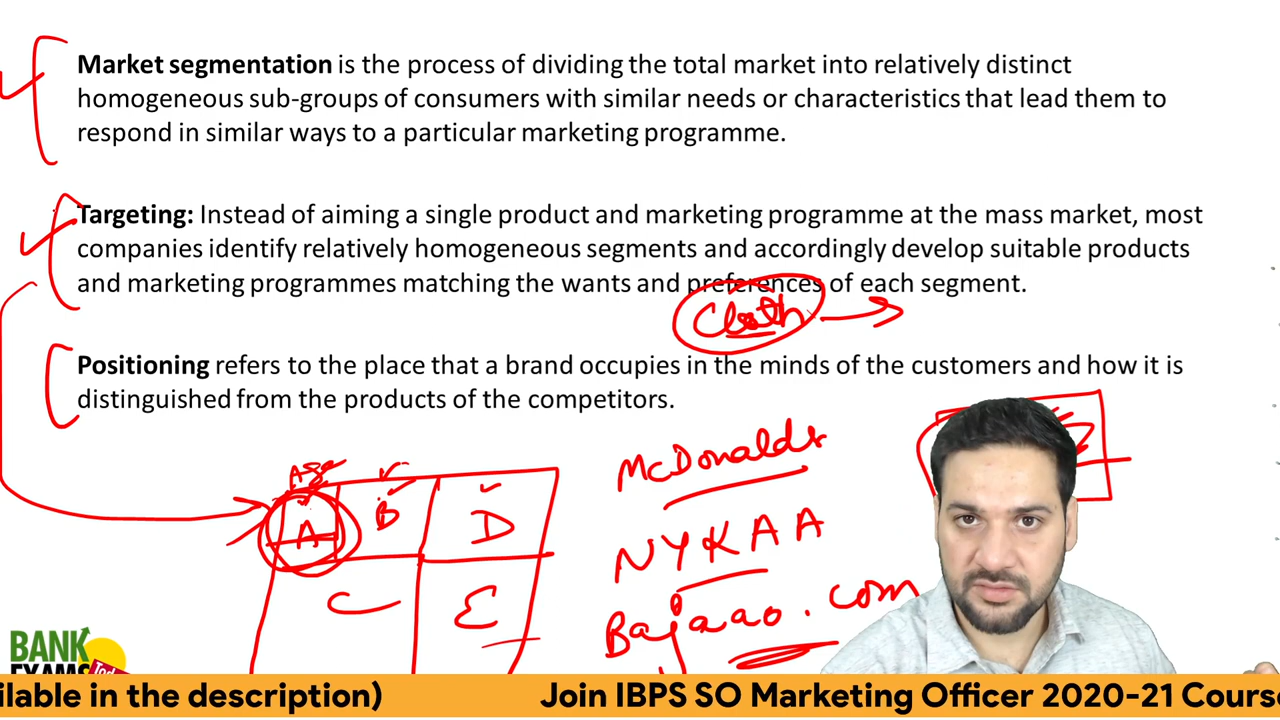 Market segmentation is the process of dividing the total market into relatively distinct
homogeneous sub-groups of consumers with similar needs or characteristics that lead them to
respond in similar ways to a particular marketing programme.
Targeting: Instead of aiming a single product and marketing programme at the mass market, most
companies identify relatively homogeneous segments and accordingly develop suitable products
and marketing programmes matching the wants and preferences of each segment.
Cloth
Positioning refers to the place that a brand occupies in the minds of the customers and how it is
distinguished from the products of the competitors.
McDonalds
Age
A B D
NYKAA
C E
Bajaao.com
BANK
EXAMS
Today
ilable in the description) Join IBPS SO Marketing Officer 2020-21 Course